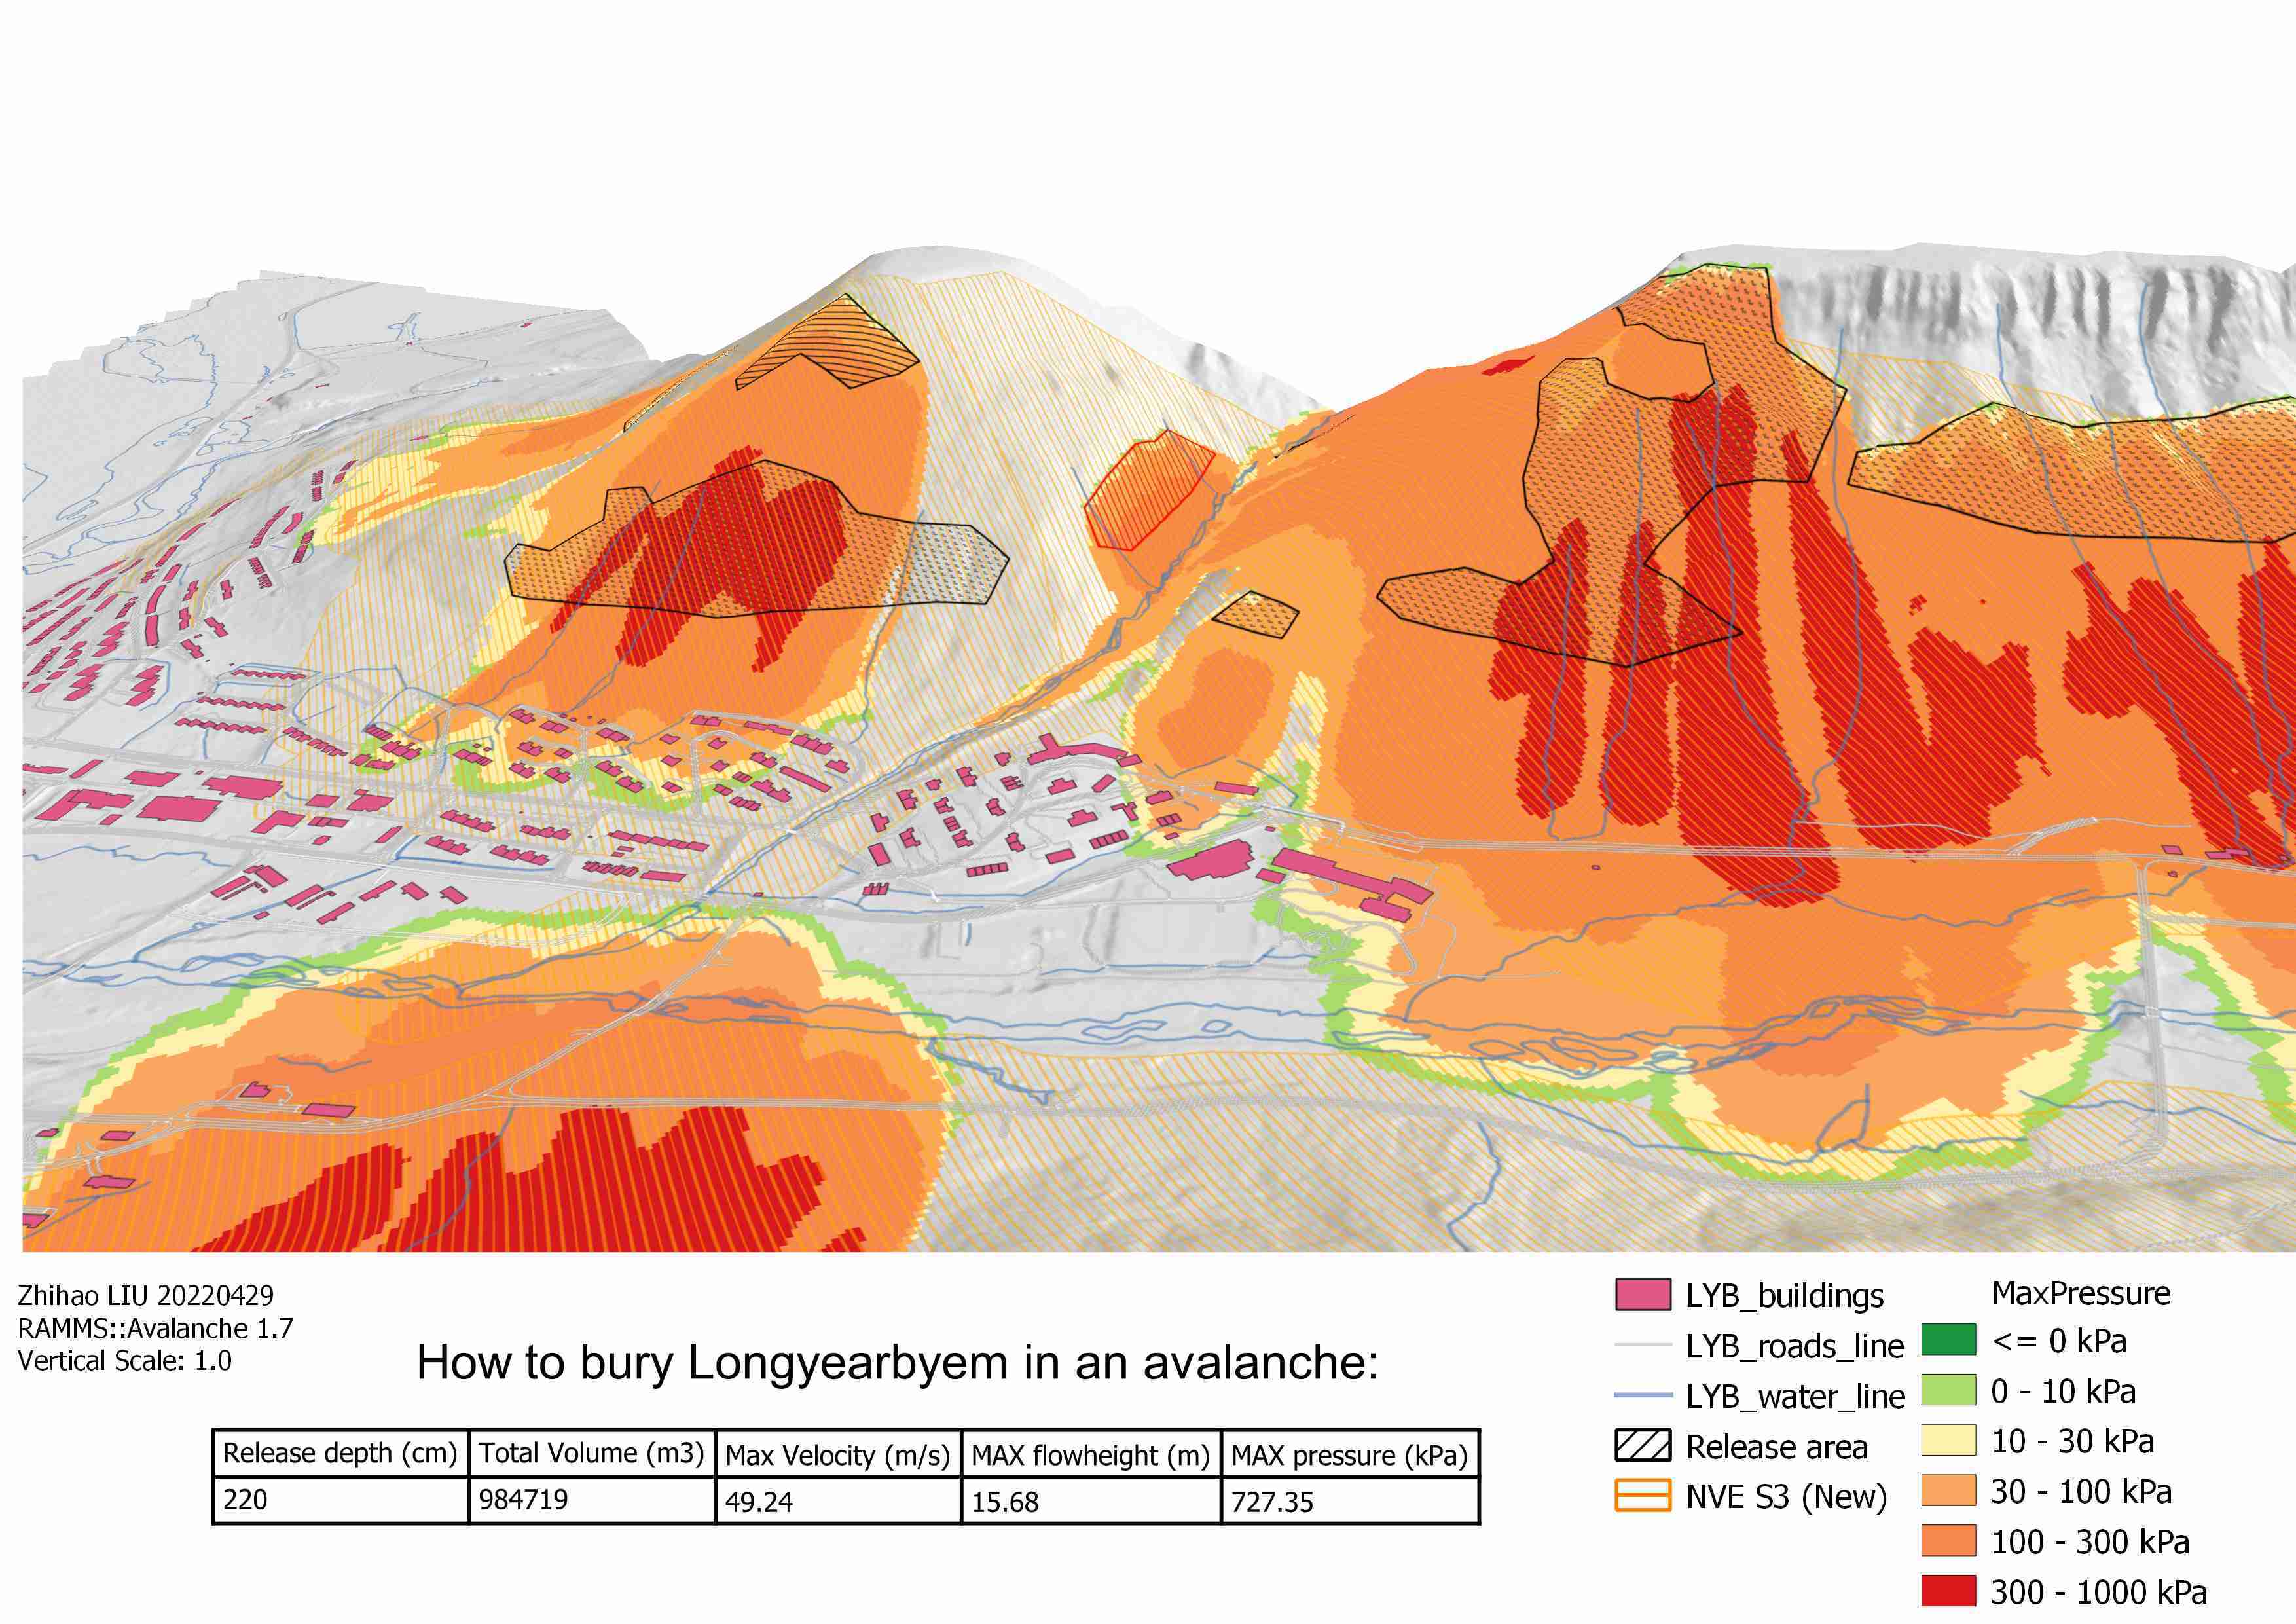 Zhihao LIU 20220429
RAMMS::Avalanche 1.7
Vertical Scale: 1.0
How to bury Longyearbyem in an avalanche:
Release depth (cm) Total Volume (m3) Max Velocity (m/s) MAX flowheight (m) MAX pressure (kPa)
220 984719 49.24 15.68 727.35
LYB_buildings
LYB_roads_line
LYB_water_line
Release area
NVE S3 (New)
MaxPressure
<= 0 kPa
0 - 10 kPa
10 - 30 kPa
30 - 100 kPa
100 - 300 kPa
300 - 1000 kPa